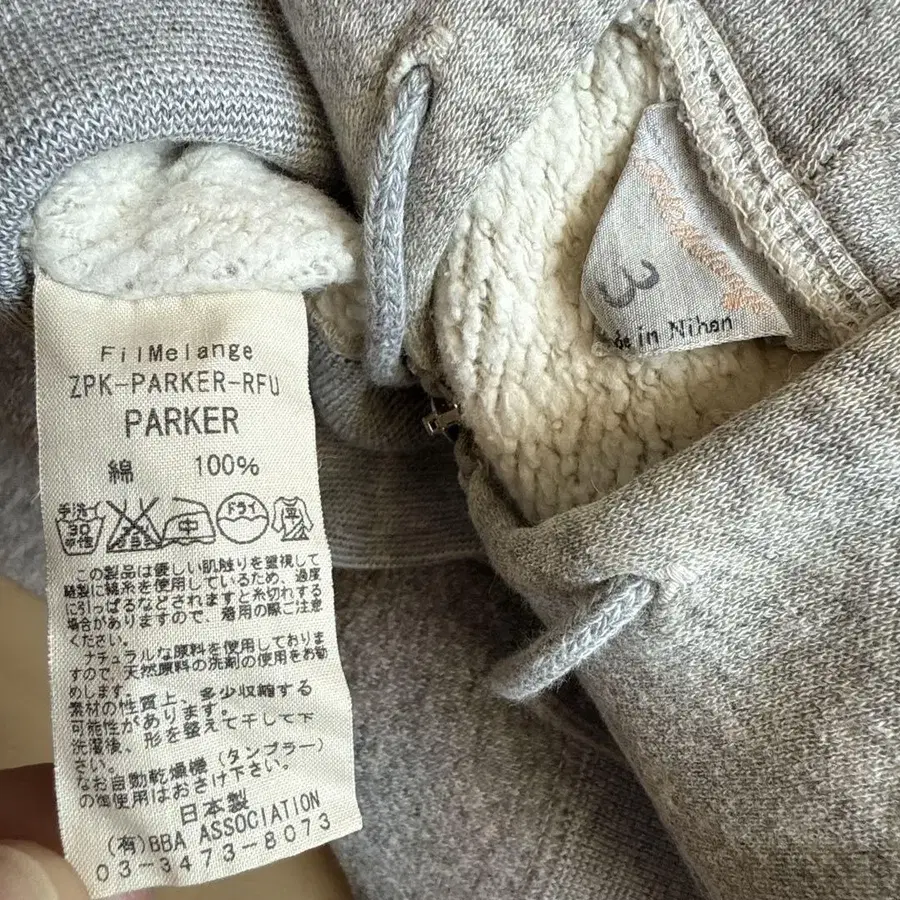 FilMelange
ZPK-PARKER-RFU
PARKER
綿 100%
手洗イ
30
中性
中
ドライ
平
この製品は優しい肌触りを重視して
縫製に綿糸を使用しているため、過度
に引っぱるなどされますと糸切れする
場合がありますので、着用の際ご注意
ください。
ナチュラルな原料を使用しておりま
すので、天然原料の洗剤の使用をお勧
めします。
素材の性質上、多少収縮する
可能性があります。
洗濯後、形を整えて干して下
なお自動乾燥機(タンブラー)
の御使用はおさけ下さい。
日本製
(有)BBA ASSOCIATION
03-3473-8073
3
in Nihon